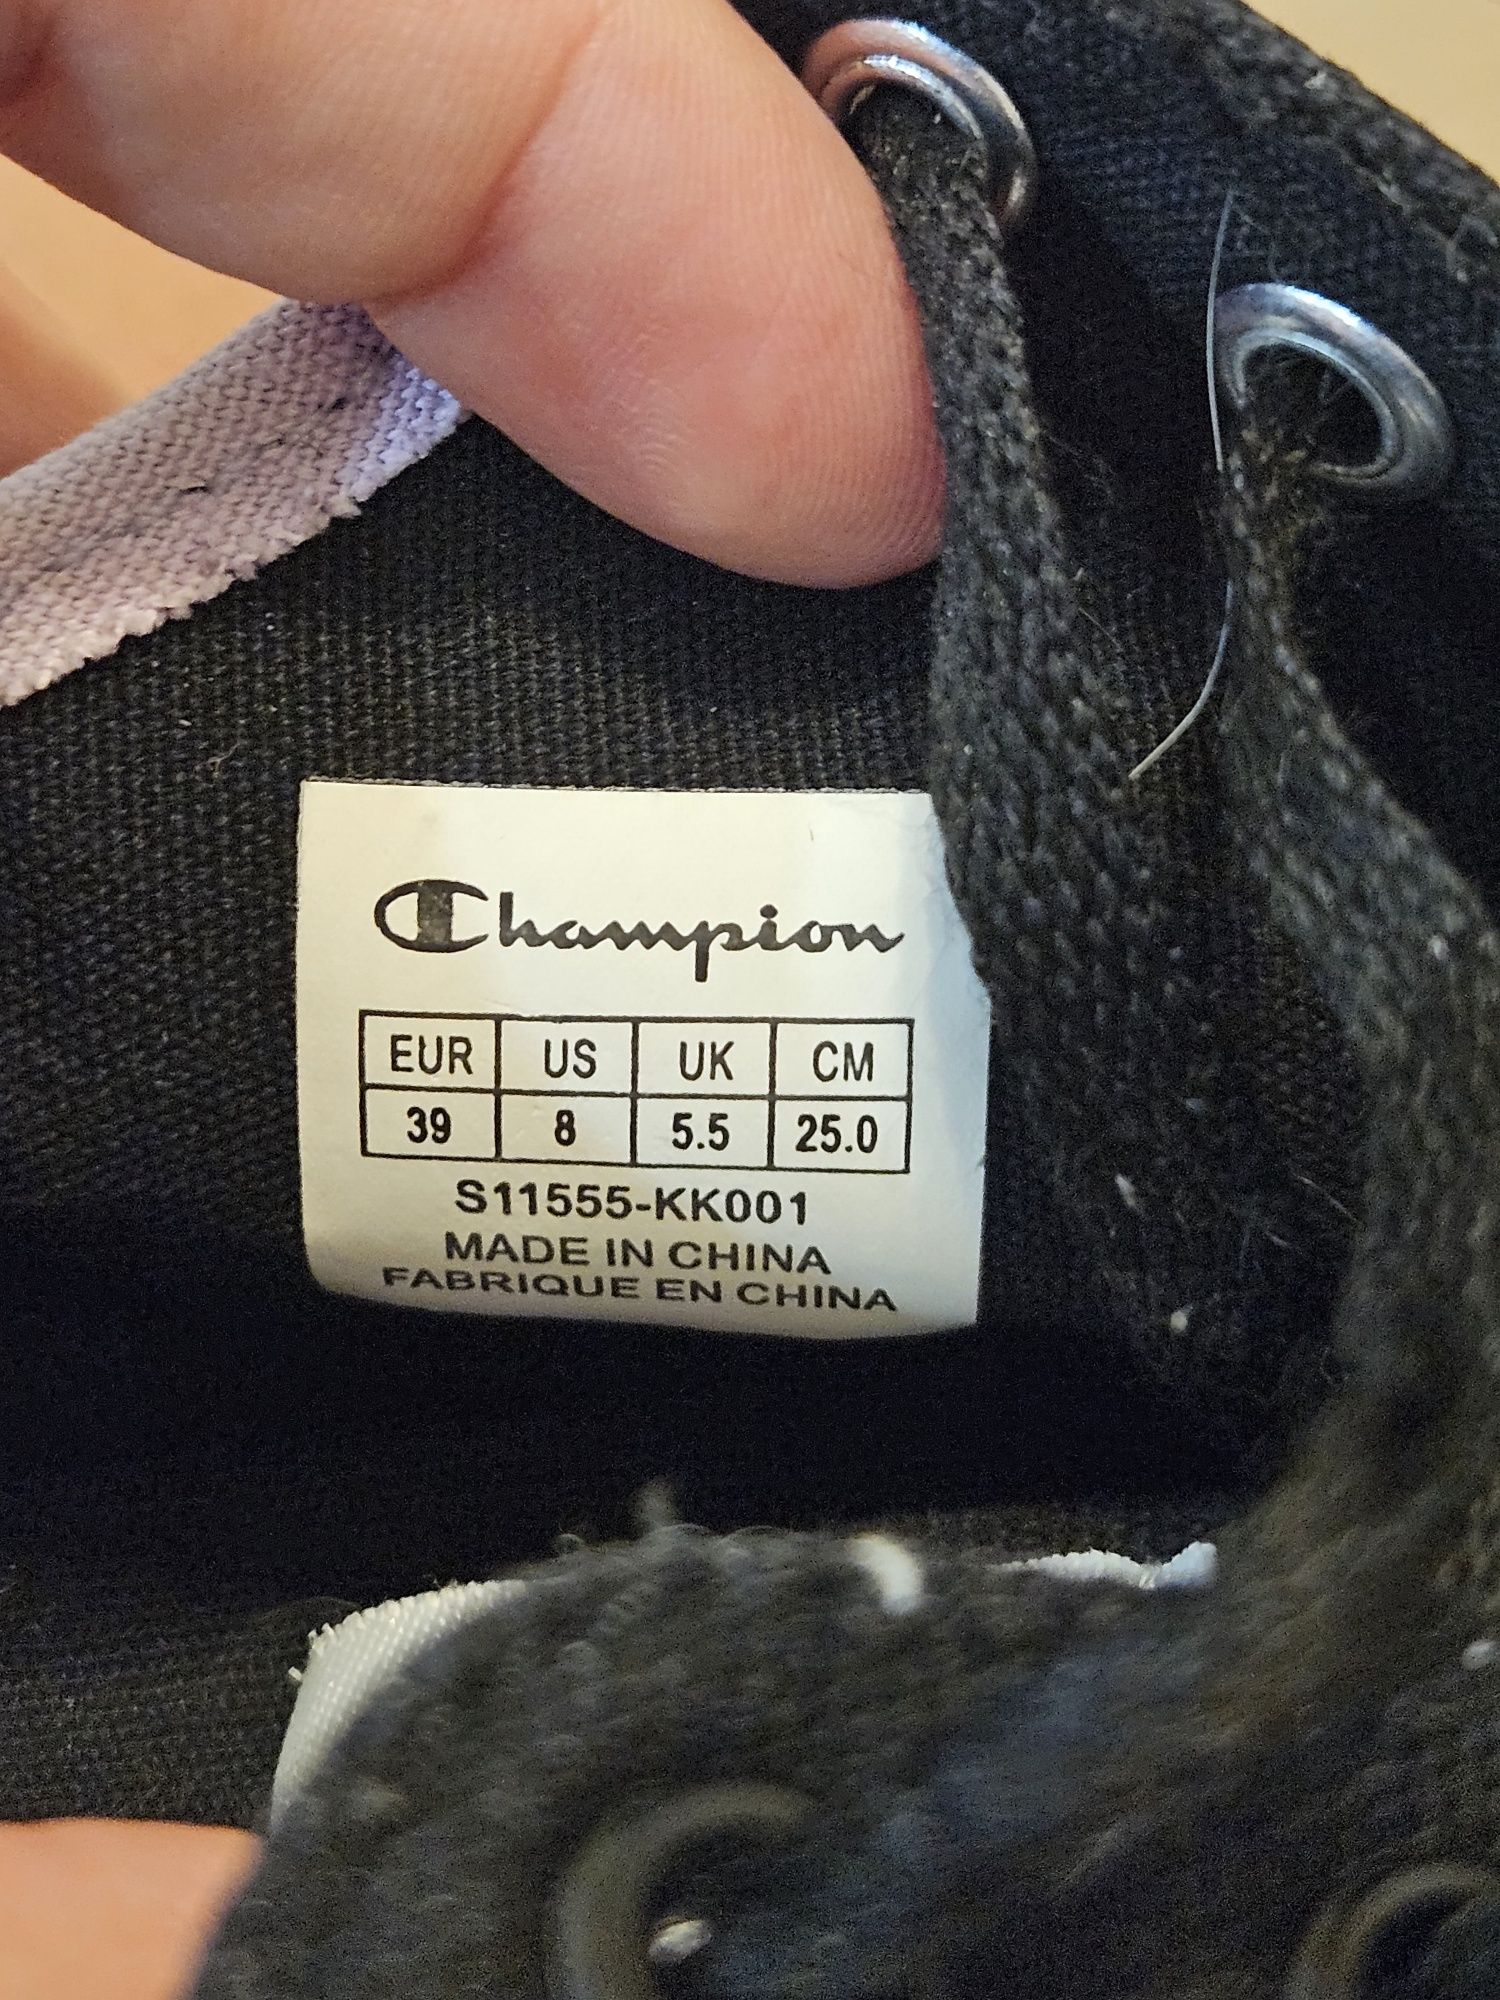 Champion
EUR US UK CM
39 8 5.5 25.0
S11555-KK001
MADE IN CHINA
FABRIQUE EN CHINA